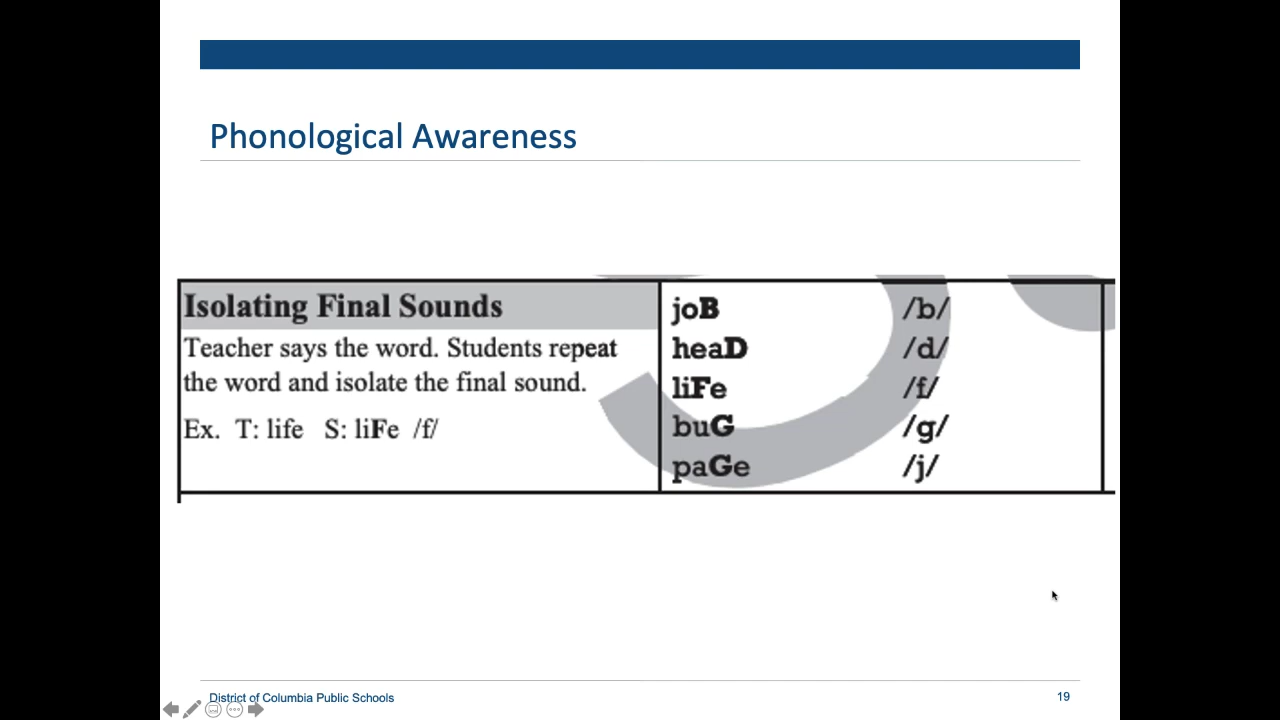 Phonological Awareness
Isolating Final Sounds
Teacher says the word. Students repeat
the word and isolate the final sound.
Ex. T: life S: liFe /f/
joB /b/
heaD /d/
liFe /f/
buG /g/
paGe /j/
District of Columbia Public Schools
19